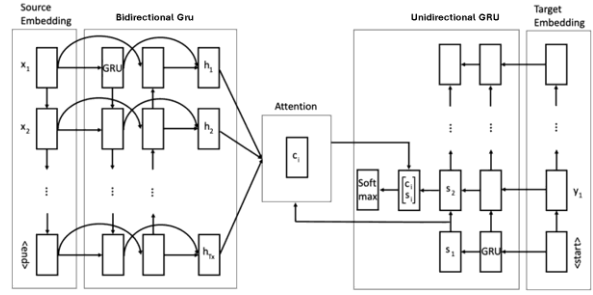 Source
Embedding
Bidirectional Gru
Unidirectional GRU
Target
Embedding
x1
GRU
h1
x2
h2
⋮
⋮
⋮
⋮
<end>
hTx
Attention
ci
Soft
max
[ci
si]
⋮
⋮
⋮
s2
y1
s1
GRU
<start>